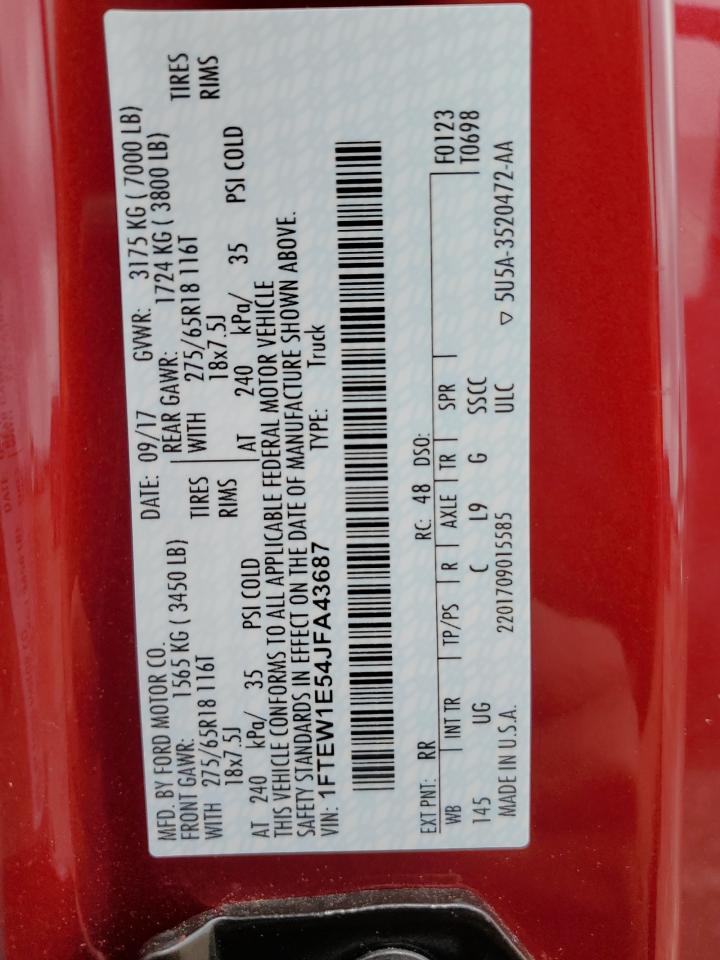 MFD. BY FORD MOTOR CO.
DATE: 09/17
GVWR: 3175 KG ( 7000 LB)
FRONT GAWR: 1565 KG ( 3450 LB)
REAR GAWR: 1724 KG ( 3800 LB)
WITH 275/65R18 116T TIRES
WITH 275/65R18 116T TIRES
18x7.5J RIMS
18x7.5J RIMS
AT 240 kPa/ 35 PSI COLD
AT 240 kPa/ 35 PSI COLD
THIS VEHICLE CONFORMS TO ALL APPLICABLE FEDERAL MOTOR VEHICLE
SAFETY STANDARDS IN EFFECT ON THE DATE OF MANUFACTURE SHOWN ABOVE.
VIN: 1FTEW1E54JFA43687
TYPE: Truck
EXT PNT: RR RC: 48 DSO: F0123
T0698
WB INT TR TP/PS R AXLE TR SPR
145 UG C L9 G SSCC
MADE IN U.S.A. 2201709015585 ULC ▽ 5U5A-3520472-AA